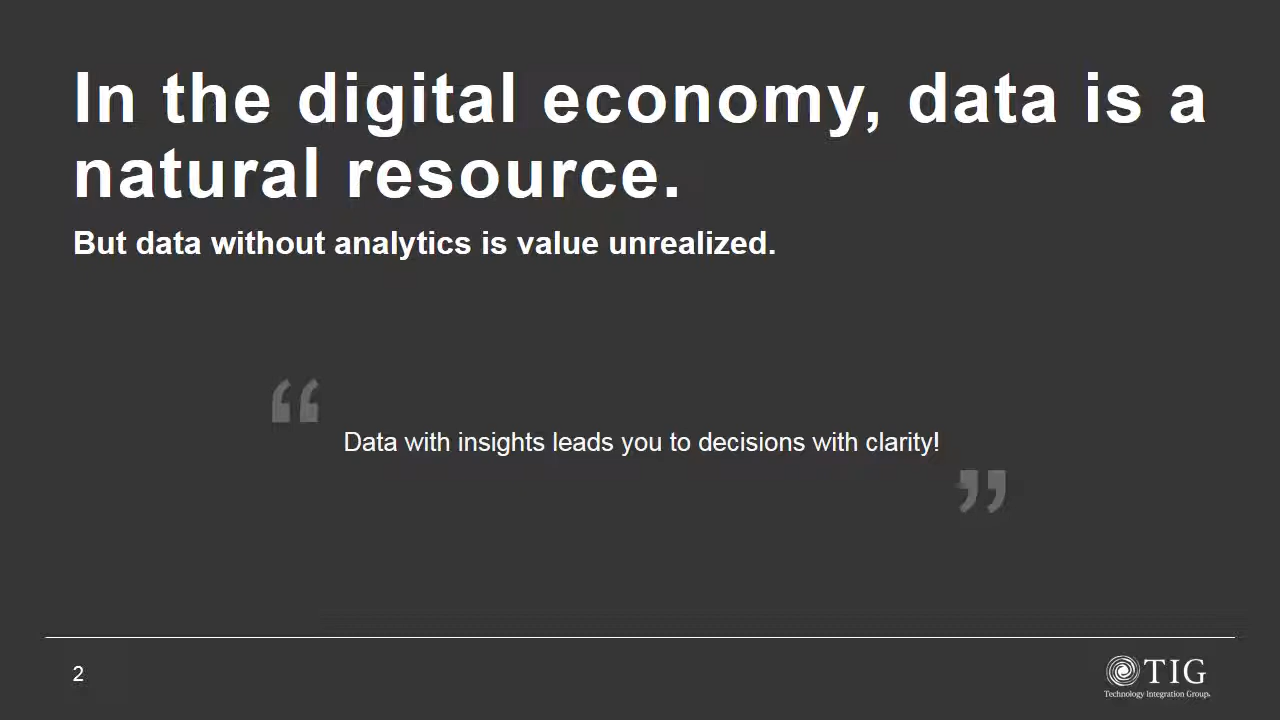 In the digital economy, data is a
natural resource.
But data without analytics is value unrealized.
“
Data with insights leads you to decisions with clarity!
”
2
TIG
Technology Integration Group.